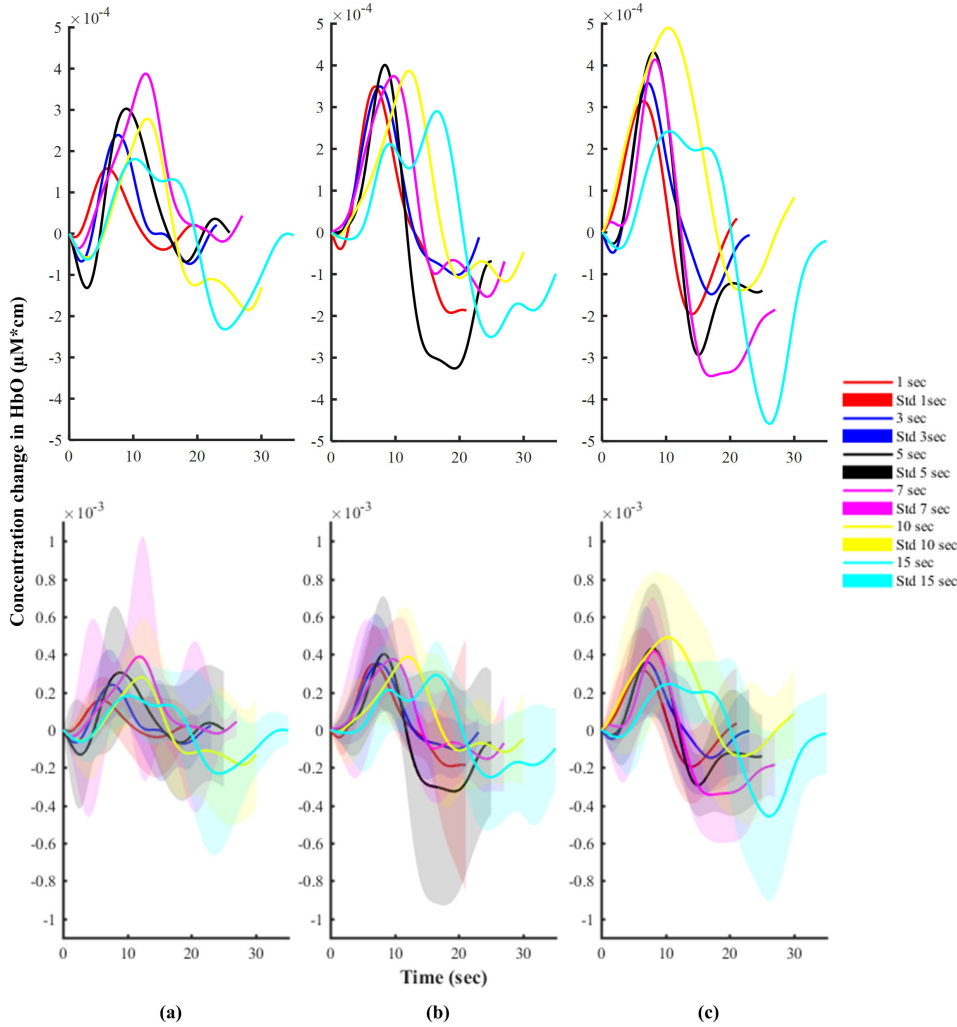 ×10⁻⁴ ×10⁻⁴ ×10⁻⁴
5 5 5
4 4 4
3 3 3
2 2 2
1 1 1
0 0 0
-1 -1 -1
-2 -2 -2
-3 -3 -3
-4 -4 -4
-5 -5 -5
0 10 20 30 0 10 20 30 0 10 20 30
Concentration change in HbO (μM*cm)
1 sec
Std 1sec
3 sec
Std 3sec
5 sec
Std 5 sec
7 sec
Std 7 sec
10 sec
Std 10 sec
15 sec
Std 15 sec
×10⁻³ ×10⁻³ ×10⁻³
1 1 1
0.8 0.8 0.8
0.6 0.6 0.6
0.4 0.4 0.4
0.2 0.2 0.2
0 0 0
-0.2 -0.2 -0.2
-0.4 -0.4 -0.4
-0.6 -0.6 -0.6
-0.8 -0.8 -0.8
-1 -1 -1
0 10 20 30 0 10 20 30 0 10 20 30
Time (sec)
(a) (b) (c)